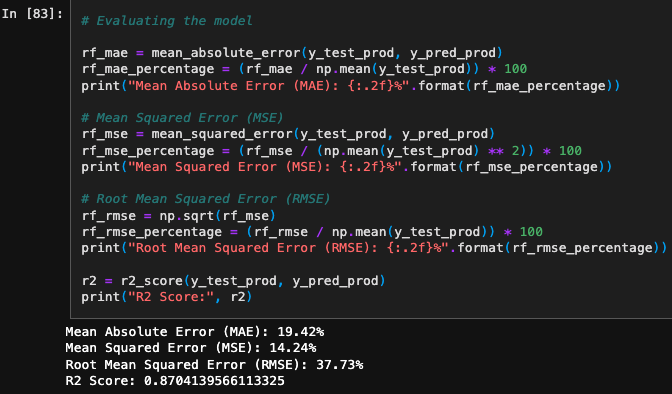 In [83]:
# Evaluating the model
rf_mae = mean_absolute_error(y_test_prod, y_pred_prod)
rf_mae_percentage = (rf_mae / np.mean(y_test_prod)) * 100
print("Mean Absolute Error (MAE): {:.2f}%".format(rf_mae_percentage))
# Mean Squared Error (MSE)
rf_mse = mean_squared_error(y_test_prod, y_pred_prod)
rf_mse_percentage = (rf_mse / (np.mean(y_test_prod) ** 2)) * 100
print("Mean Squared Error (MSE): {:.2f}%".format(rf_mse_percentage))
# Root Mean Squared Error (RMSE)
rf_rmse = np.sqrt(rf_mse)
rf_rmse_percentage = (rf_rmse / np.mean(y_test_prod)) * 100
print("Root Mean Squared Error (RMSE): {:.2f}%".format(rf_rmse_percentage))
r2 = r2_score(y_test_prod, y_pred_prod)
print("R2 Score:", r2)
Mean Absolute Error (MAE): 19.42%
Mean Squared Error (MSE): 14.24%
Root Mean Squared Error (RMSE): 37.73%
R2 Score: 0.8704139566113325